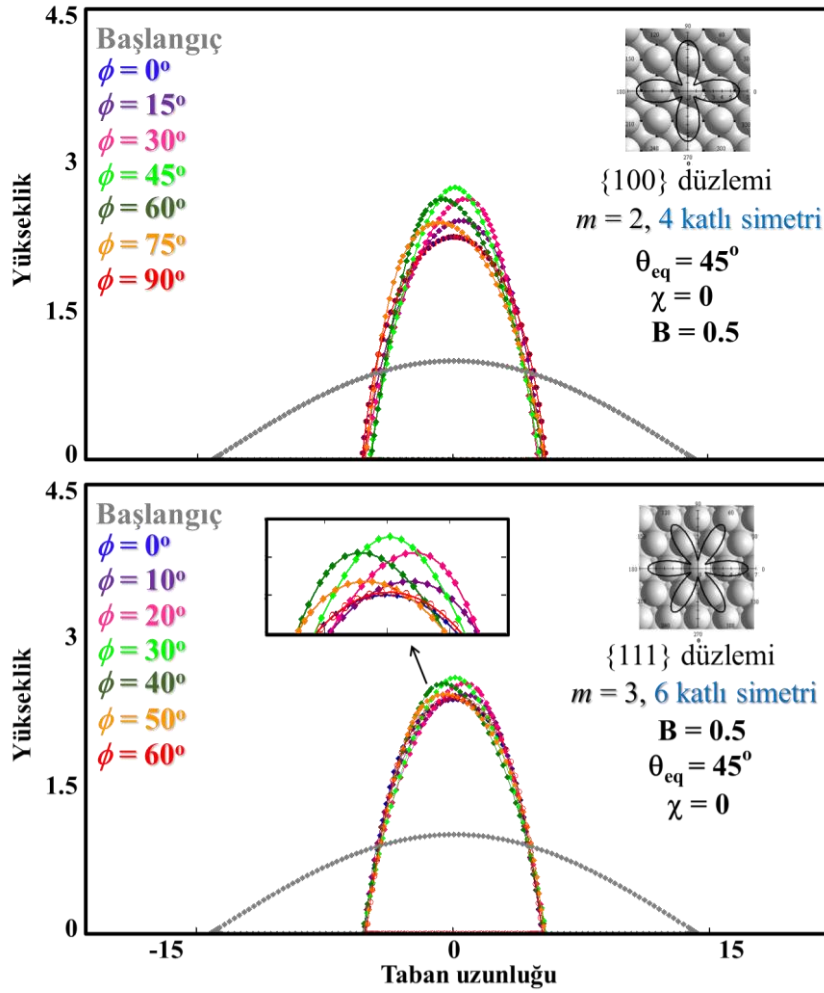 4.5
3
1.5
0
Yükseklik
Başlangıç
ϕ = 0°
ϕ = 15°
ϕ = 30°
ϕ = 45°
ϕ = 60°
ϕ = 75°
ϕ = 90°
{100} düzlemi
m = 2, 4 katlı simetri
θeq = 45°
χ = 0
B = 0.5
4.5
3
1.5
0
Yükseklik
Başlangıç
ϕ = 0°
ϕ = 10°
ϕ = 20°
ϕ = 30°
ϕ = 40°
ϕ = 50°
ϕ = 60°
{111} düzlemi
m = 3, 6 katlı simetri
B = 0.5
θeq = 45°
χ = 0
-15 0 15
Taban uzunluğu